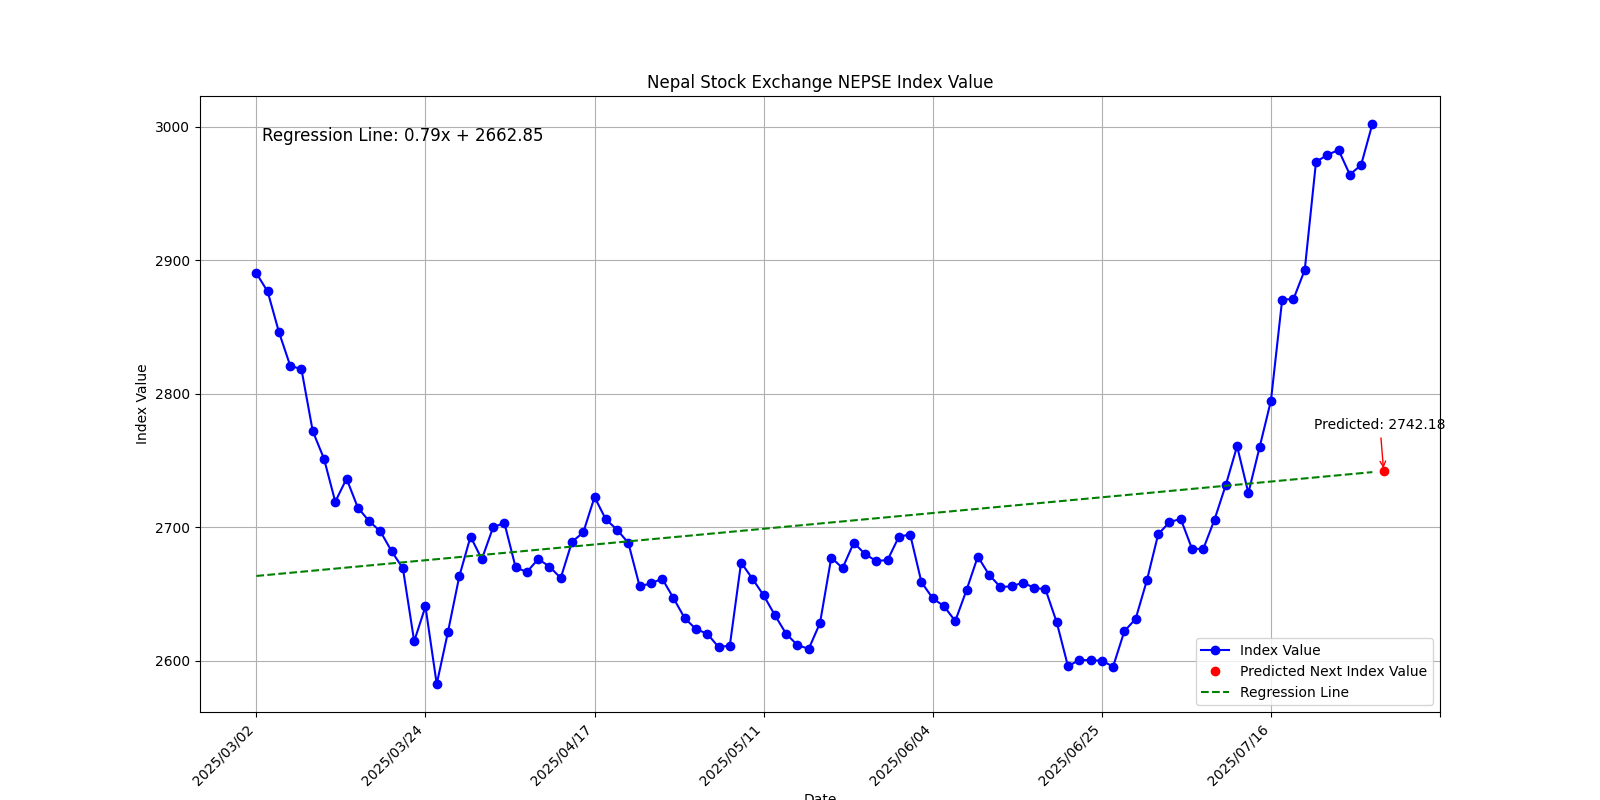 Nepal Stock Exchange NEPSE Index Value
3000
Regression Line: 0.79x + 2662.85
2900
2800
Index Value
Predicted: 2742.18
2700
2600
Index Value
Predicted Next Index Value
Regression Line
2025/03/02
2025/03/24
2025/04/17
2025/05/11
2025/06/04
2025/06/25
2025/07/16
Date